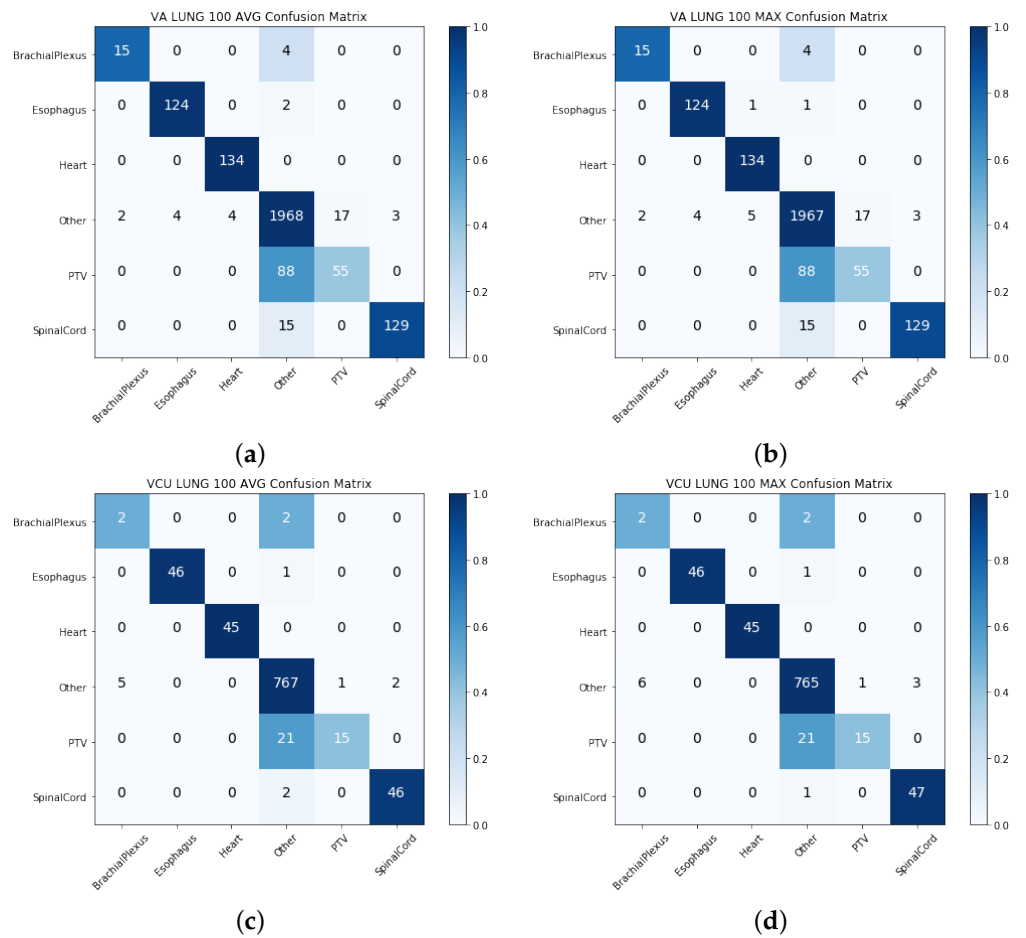 VA LUNG 100 AVG Confusion Matrix
BrachialPlexus 15 0 0 4 0 0
Esophagus 0 124 0 2 0 0
Heart 0 0 134 0 0 0
Other 2 4 4 1968 17 3
PTV 0 0 0 88 55 0
SpinalCord 0 0 0 15 0 129
BrachialPlexus Esophagus Heart Other PTV SpinalCord
1.0
0.8
0.6
0.4
0.2
0.0
(a)
VA LUNG 100 MAX Confusion Matrix
BrachialPlexus 15 0 0 4 0 0
Esophagus 0 124 1 1 0 0
Heart 0 0 134 0 0 0
Other 2 4 5 1967 17 3
PTV 0 0 0 88 55 0
SpinalCord 0 0 0 15 0 129
BrachialPlexus Esophagus Heart Other PTV SpinalCord
1.0
0.8
0.6
0.4
0.2
0.0
(b)
VCU LUNG 100 AVG Confusion Matrix
BrachialPlexus 2 0 0 2 0 0
Esophagus 0 46 0 1 0 0
Heart 0 0 45 0 0 0
Other 5 0 0 767 1 2
PTV 0 0 0 21 15 0
SpinalCord 0 0 0 2 0 46
BrachialPlexus Esophagus Heart Other PTV SpinalCord
1.0
0.8
0.6
0.4
0.2
0.0
(c)
VCU LUNG 100 MAX Confusion Matrix
BrachialPlexus 2 0 0 2 0 0
Esophagus 0 46 0 1 0 0
Heart 0 0 45 0 0 0
Other 6 0 0 765 1 3
PTV 0 0 0 21 15 0
SpinalCord 0 0 0 1 0 47
BrachialPlexus Esophagus Heart Other PTV SpinalCord
1.0
0.8
0.6
0.4
0.2
0.0
(d)